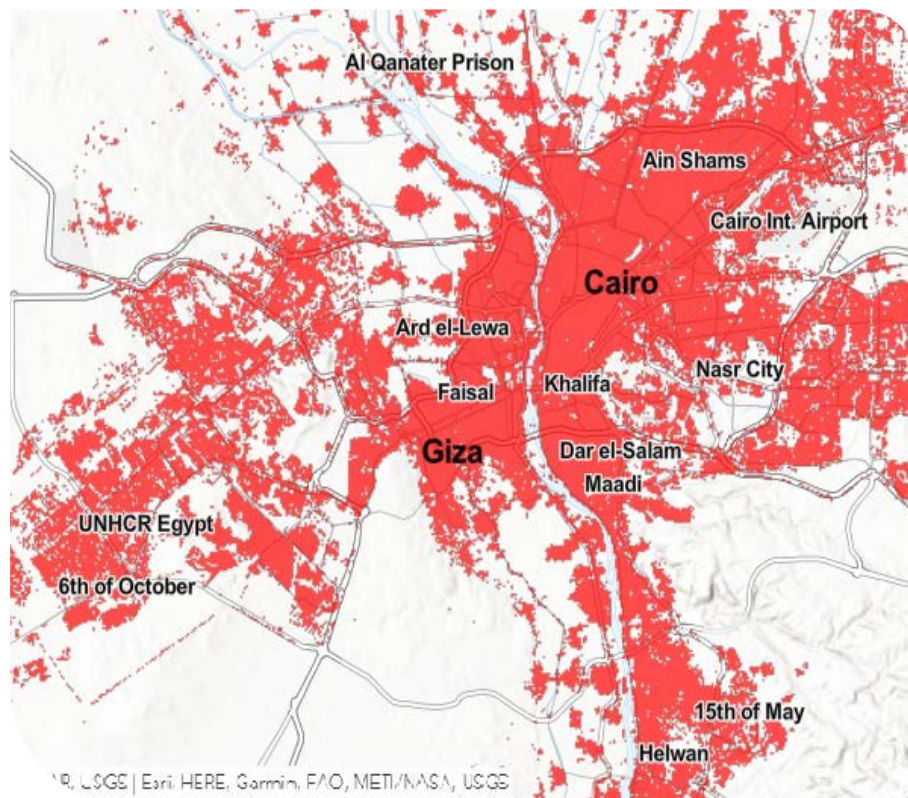 Al Qanater Prison
Ain Shams
Cairo Int. Airport
Cairo
Ard el-Lewa
Nasr City
Khalifa
Faisal
Giza
Dar el-Salam
Maadi
UNHCR Egypt
6th of October
15th of May
Helwan
USGS | Esri, HERE, Garmin, FAO, METI/NASA, USGS